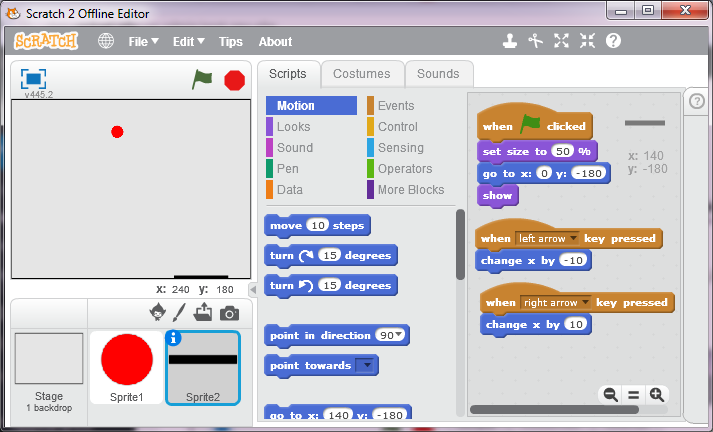 Scratch 2 Offline Editor
SCRATCH File Edit Tips About
v445.2
x: 240 y: 180
Stage
1 backdrop
Sprite1
Sprite2
Scripts Costumes Sounds
Motion Events
Looks Control
Sound Sensing
Pen Operators
Data More Blocks
move 10 steps
turn 15 degrees
turn 15 degrees
point in direction 90
point towards
go to x: 140 y: -180
when clicked
set size to 50 %
go to x: 0 y: -180
show
x: 140
y: -180
when left arrow key pressed
change x by -10
when right arrow key pressed
change x by 10